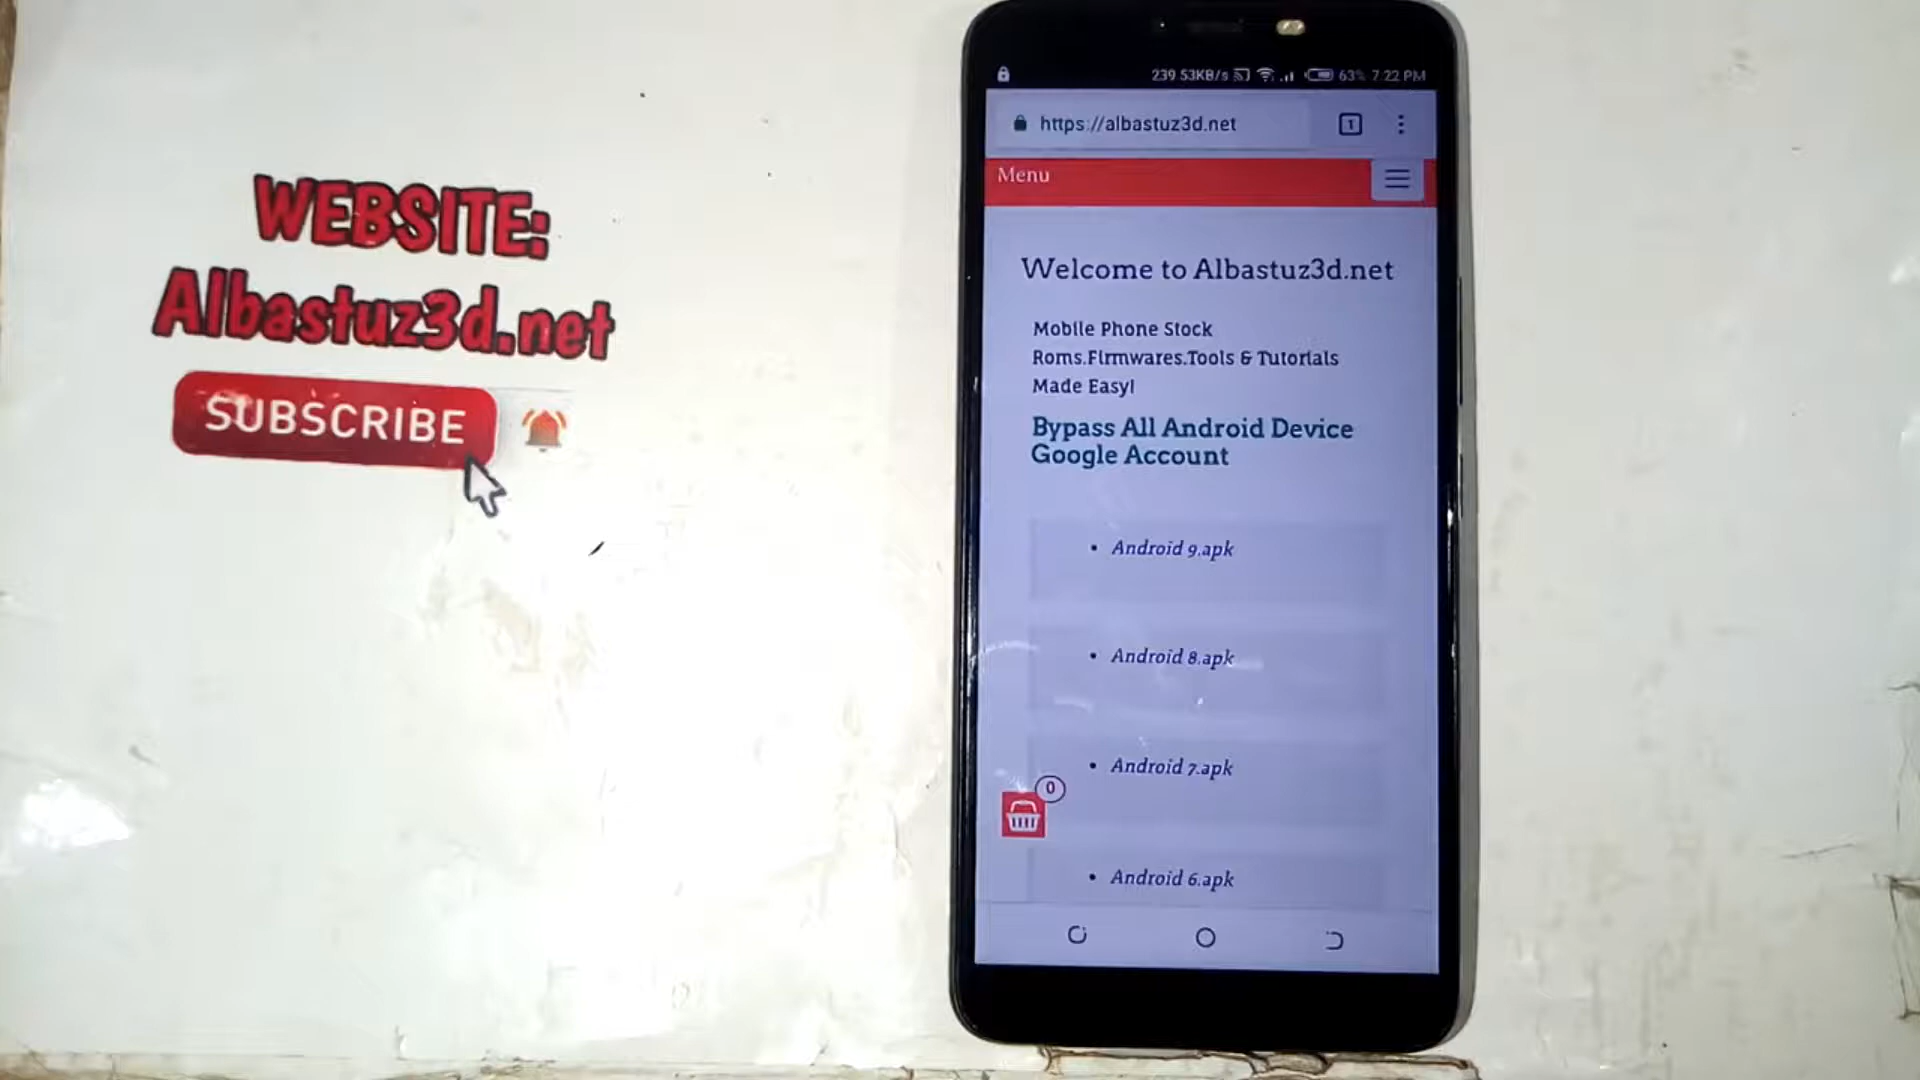 WEBSITE:
Albastuz3d.net
SUBSCRIBE
239 53KB/s 63% 7:22 PM
https://albastuz3d.net 1
Menu
Welcome to Albastuz3d.net
Mobile Phone Stock
Roms.Firmwares.Tools & Tutorials
Made Easy!
Bypass All Android Device
Google Account
• Android 9.apk
• Android 8.apk
• Android 7.apk
0
• Android 6.apk